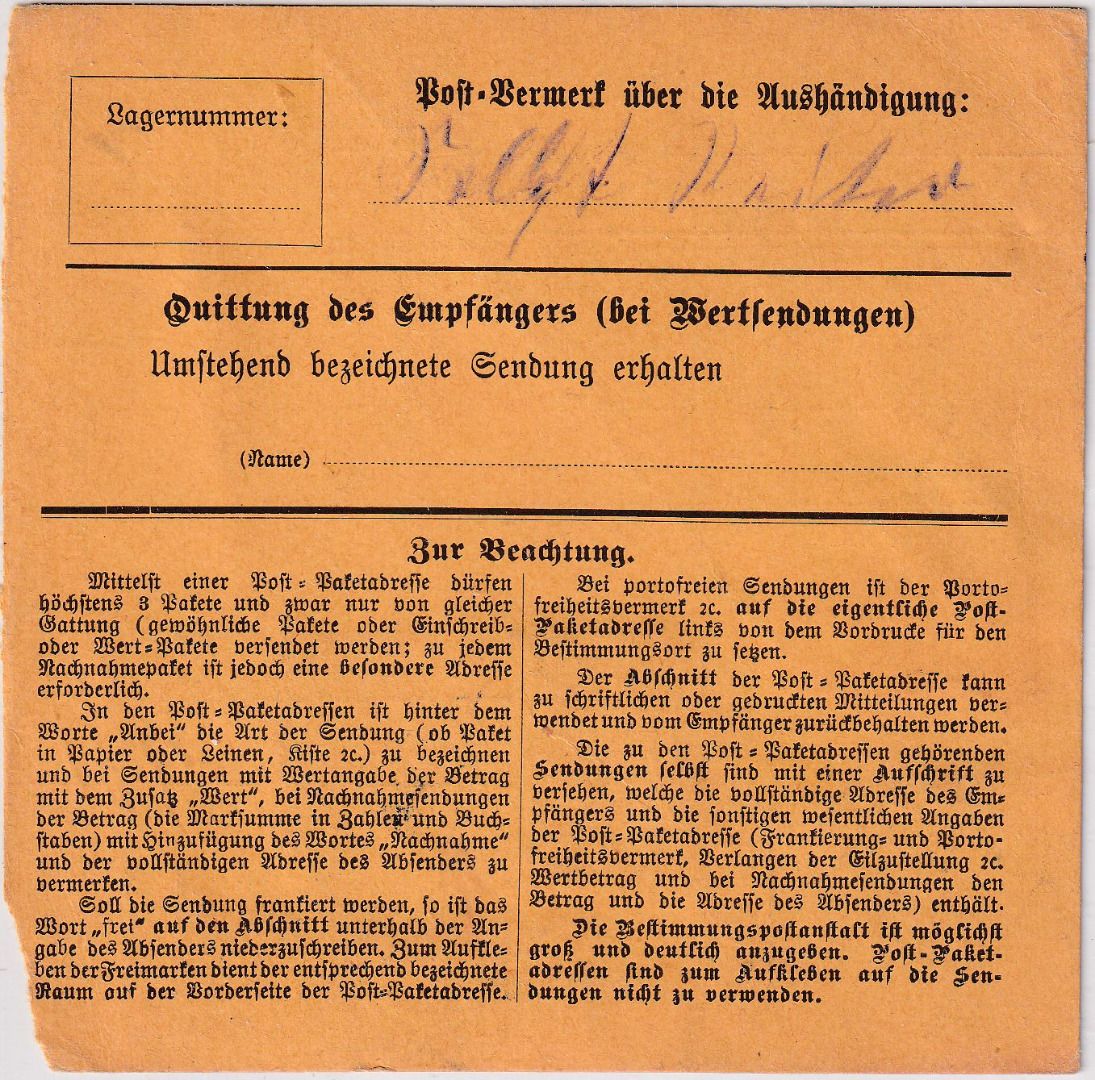 Lagernummer:
Post-Vermerk über die Aushändigung:
Quittung des Empfängers (bei Wertsendungen)
Umstehend bezeichnete Sendung erhalten
(Name)
Zur Beachtung.
Mittelst einer Post-Paketadresse dürfen
höchstens 3 Pakete und zwar nur von gleicher
Gattung (gewöhnliche Pakete oder Einschreib-
oder Wert-Pakete versendet werden; zu jedem
Nachnahmepaket ist jedoch eine besondere Adresse
erforderlich.
In den Post-Paketadressen ist hinter dem
Worte „Anbei“ die Art der Sendung (ob Paket
in Papier oder Leinen, Kiste ꝛc.) zu bezeichnen
und bei Sendungen mit Wertangabe der Betrag
mit dem Zusatz „Wert“, bei Nachnahmesendungen
der Betrag (die Marksumme in Zahlen und Buch-
staben) mit Hinzufügung des Wortes „Nachnahme“
und der vollständigen Adresse des Absenders zu
vermerken.
Soll die Sendung frankiert werden, so ist das
Wort „frei“ auf den Abschnitt unterhalb der An-
gabe des Absenders niederzuschreiben. Zum Aufkle-
ben der Freimarken dient der entsprechend bezeichnete
Raum auf der Vorderseite der Post-Paketadresse.
Bei portofreien Sendungen ist der Porto-
freiheitsvermerk ꝛc. auf die eigentliche Post-
Paketadresse links von dem Vordrucke für den
Bestimmungsort zu setzen.
Der Abschnitt der Post-Paketadresse kann
zu schriftlichen oder gedruckten Mitteilungen ver-
wendet und vom Empfänger zurückbehalten werden.
Die zu den Post-Paketadressen gehörenden
Sendungen selbst sind mit einer Aufschrift zu
versehen, welche die vollständige Adresse des Em-
pfängers und die sonstigen wesentlichen Angaben
der Post-Paketadresse (Frankierung- und Porto-
freiheitsvermerk, Verlangen der Eilzustellung ꝛc.
Wertbetrag und bei Nachnahmesendungen den
Betrag und die Adresse des Absenders) enthält.
Die Bestimmungspostanstalt ist möglichst
groß und deutlich anzugeben. Post-Paket-
adressen sind zum Aufkleben auf die Sen-
dungen nicht zu verwenden.